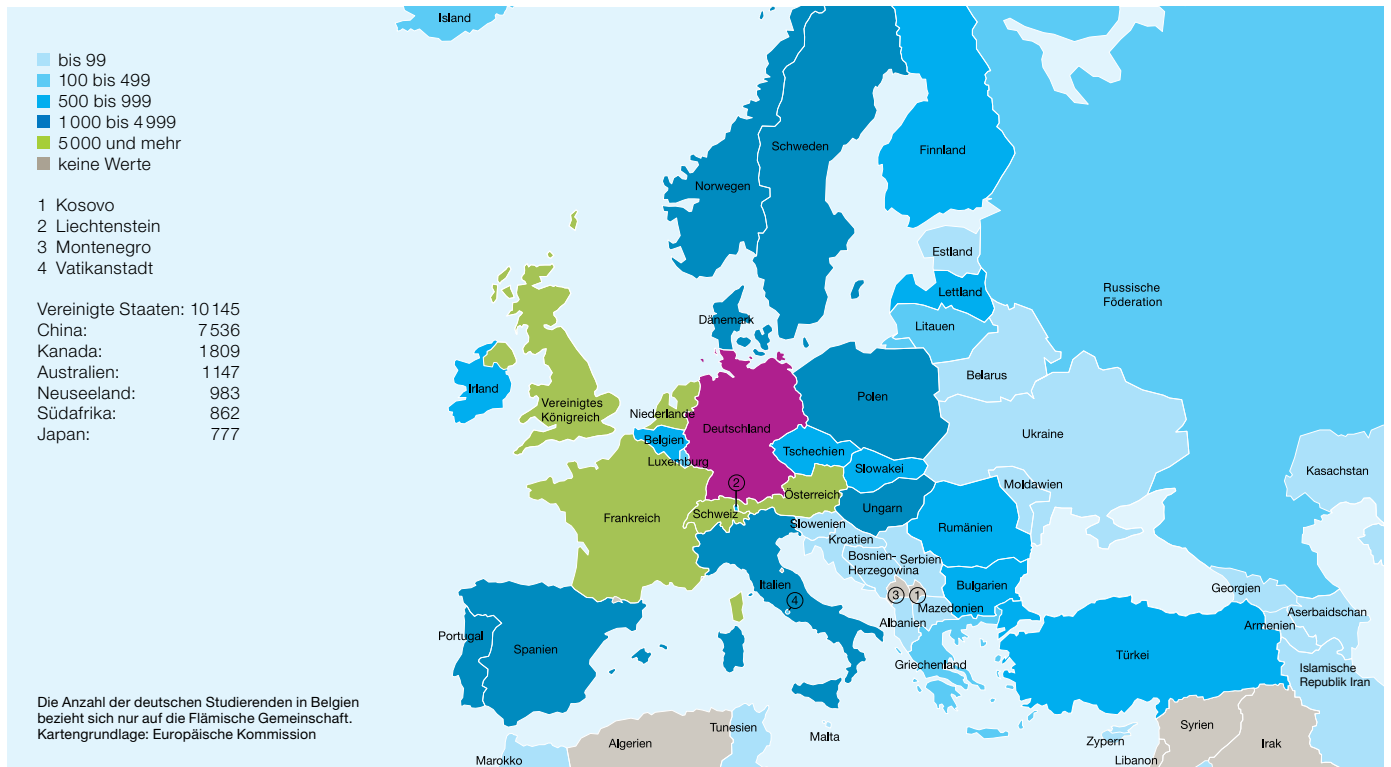 Island
bis 99
100 bis 499
500 bis 999
1 000 bis 4 999
5 000 und mehr
keine Werte
1 Kosovo
2 Liechtenstein
3 Montenegro
4 Vatikanstadt
Vereinigte Staaten: 10 145
China: 7 536
Kanada: 1 809
Australien: 1 147
Neuseeland: 983
Südafrika: 862
Japan: 777
Schweden
Finnland
Norwegen
Estland
Lettland
Russische
Föderation
Dänemark
Litauen
Belarus
Irland
Vereinigtes
Königreich
Niederlande
Deutschland
Polen
Belgien
Ukraine
Luxemburg
Tschechien
Slowakei
Kasachstan
2
Moldawien
Österreich
Schweiz
Ungarn
Frankreich
Slowenien
Rumänien
Kroatien
Bosnien-
Herzegowina
Serbien
Italien
Bulgarien
Georgien
4
3
1
Mazedonien
Aserbaidschan
Albanien
Armenien
Portugal
Spanien
Griechenland
Türkei
Islamische
Republik Iran
Die Anzahl der deutschen Studierenden in Belgien
bezieht sich nur auf die Flämische Gemeinschaft.
Kartengrundlage: Europäische Kommission
Tunesien
Malta
Syrien
Algerien
Zypern
Irak
Marokko
Libanon